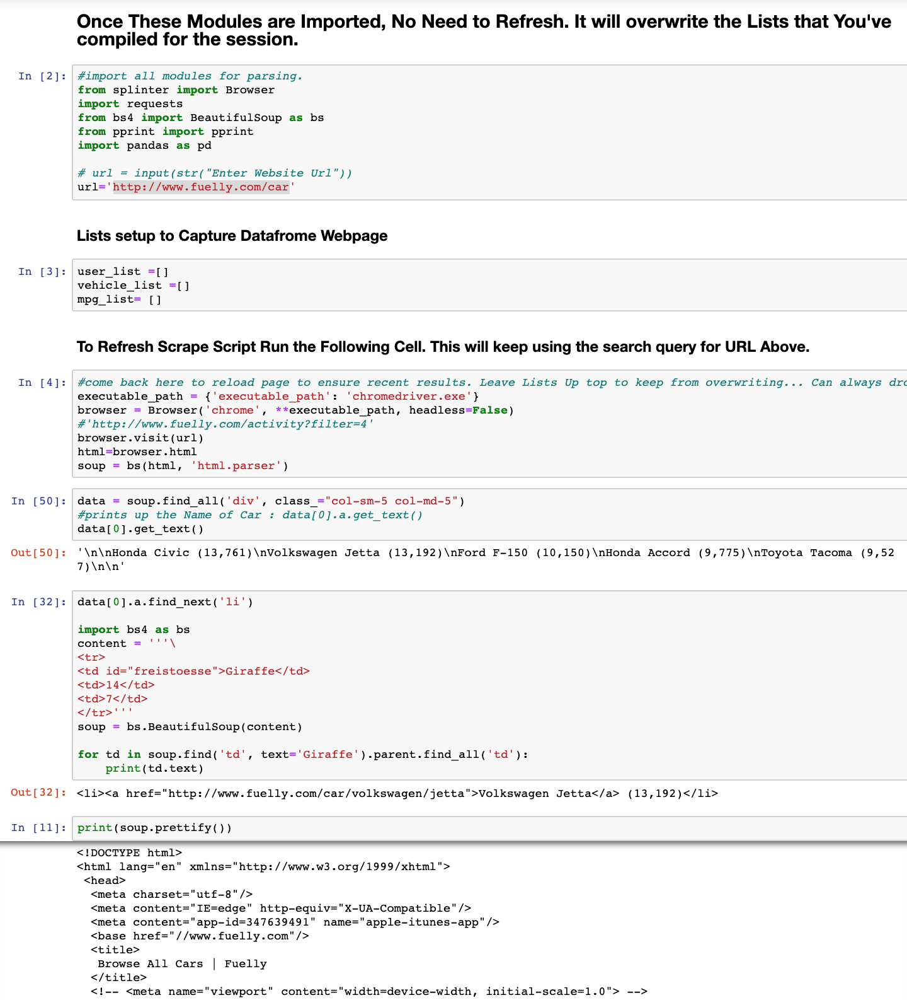 Once These Modules are Imported, No Need to Refresh. It will overwrite the Lists that You've
compiled for the session.
In [2]:
#import all modules for parsing.
from splinter import Browser
import requests
from bs4 import BeautifulSoup as bs
from pprint import pprint
import pandas as pd
# url = input(str("Enter Website Url"))
url='http://www.fuelly.com/car'
Lists setup to Capture Datafrome Webpage
In [3]:
user_list =[]
vehicle_list =[]
mpg_list= []
To Refresh Scrape Script Run the Following Cell. This will keep using the search query for URL Above.
In [4]:
#come back here to reload page to ensure recent results. Leave Lists Up top to keep from overwriting... Can always
executable_path = {'executable_path': 'chromedriver.exe'}
browser = Browser('chrome', **executable_path, headless=False)
#'http://www.fuelly.com/activity?filter=4'
browser.visit(url)
html=browser.html
soup = bs(html, 'html.parser')
In [50]:
data = soup.find_all('div', class_="col-sm-5 col-md-5")
#prints up the Name of Car : data[0].a.get_text()
data[0].get_text()
Out[50]:
'\n\nHonda Civic (13,761)\nVolkswagen Jetta (13,192)\nFord F-150 (10,150)\nHonda Accord (9,775)\nToyota Tacoma (9,52
7)\n\n'
In [32]:
data[0].a.find_next('li')
import bs4 as bs
content = '''\
<tr>
<td id="freistoesse">Giraffe</td>
<td>14</td>
<td>7</td>
</tr>'''
soup = bs.BeautifulSoup(content)
for td in soup.find('td', text='Giraffe').parent.find_all('td'):
    print(td.text)
Out[32]:
<li><a href="http://www.fuelly.com/car/volkswagen/jetta">Volkswagen Jetta</a> (13,192)</li>
In [11]:
print(soup.prettify())
<!DOCTYPE html>
<html lang="en" xmlns="http://www.w3.org/1999/xhtml">
 <head>
  <meta charset="utf-8"/>
  <meta content="IE=edge" http-equiv="X-UA-Compatible"/>
  <meta content="app-id=347639491" name="apple-itunes-app"/>
  <base href="//www.fuelly.com"/>
  <title>
   Browse All Cars | Fuelly
  </title>
  <!-- <meta name="viewport" content="width=device-width, initial-scale=1.0"> -->